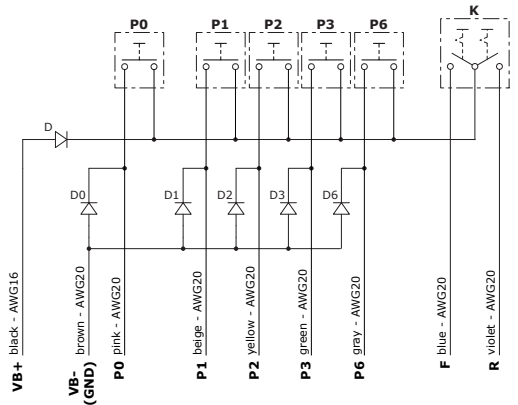 P0
P1
P2
P3
P6
K
D
D0
D1
D2
D3
D6
black - AWG16
brown - AWG20
pink - AWG20
beige - AWG20
yellow - AWG20
green - AWG20
gray - AWG20
blue - AWG20
violet - AWG20
VB+
VB-
(GND)
P0
P1
P2
P3
P6
F
R